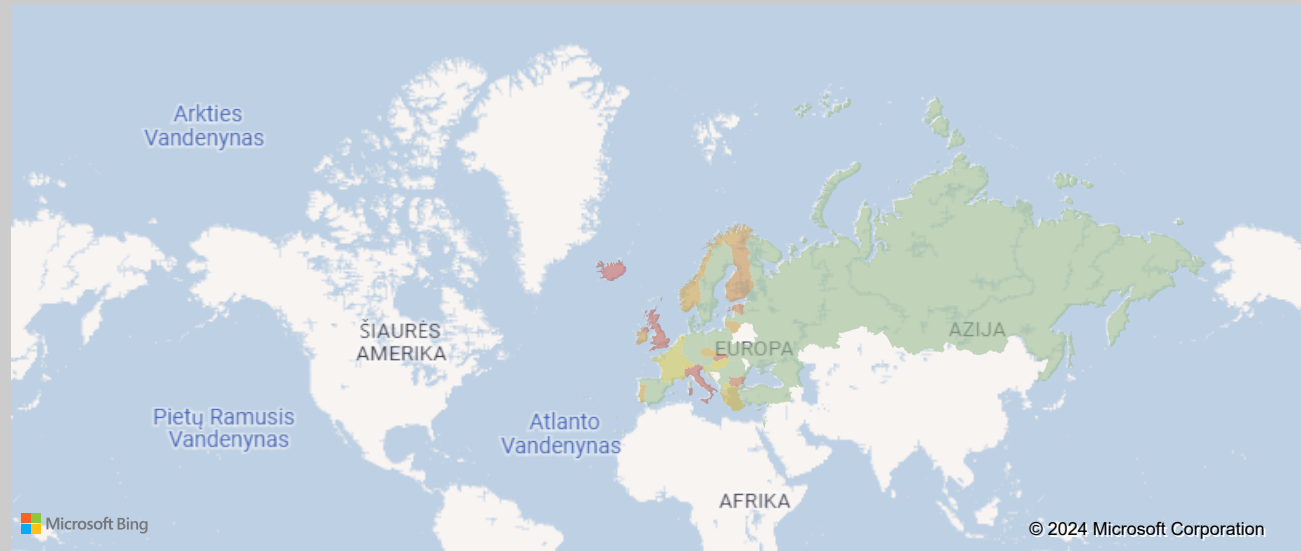 Arkties
Vandenynas
ŠIAURĖS
AMERIKA
EUROPA
AZIJA
Pietų Ramusis
Vandenynas
Atlanto
Vandenynas
AFRIKA
Microsoft Bing
© 2024 Microsoft Corporation